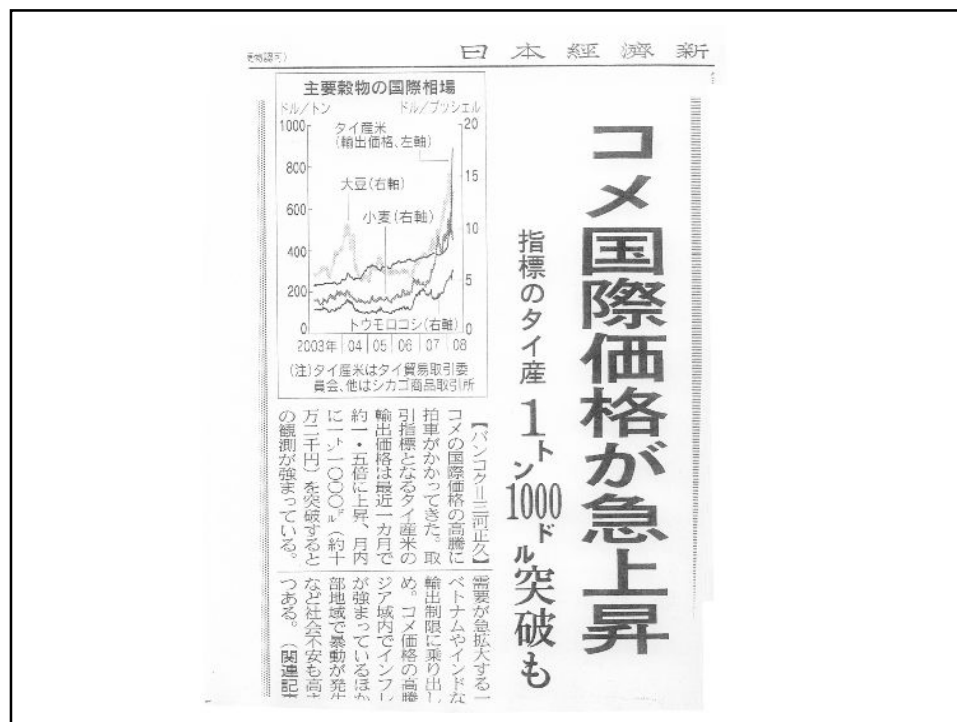 日本経済新
コメ国際価格が急上昇
指標のタイ産1トン1000ドル突破も
主要穀物の国際相場
ドル/トン
ドル/ブッシェル
1000
800
600
400
200
0
20
15
10
5
0
タイ産米
(輸出価格、左軸)
大豆(右軸)
小麦(右軸)
トウモロコシ(右軸)
2003年 04 05 06 07 08
(注)タイ産米はタイ貿易取引委
員会、他はシカゴ商品取引所
【バンコク=三河正久】
コメの国際価格の高騰に
拍車がかかってきた。取
引指標となるタイ産米の
輸出価格は最近一カ月で
約一・五倍に上昇、月内
に一トン一〇〇〇ドル(約十
万二千円)を突破すると
の観測が強まっている。
需要が急拡大する一
ベトナムやインドな
輸出制限に乗り出し
め。コメ価格の高騰
ジア域内でインフレ
が強まっているほか
部地域で暴動が発生
など社会不安も高ま
つある。(関連記事